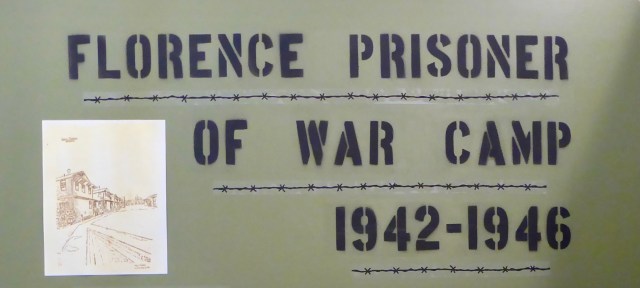 FLORENCE PRISONER
OF WAR CAMP
1942-1946